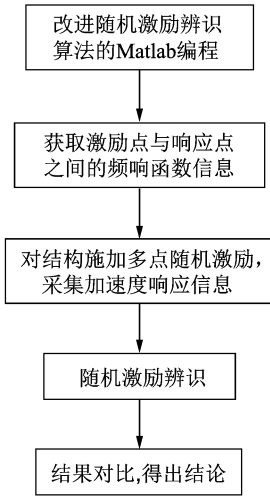 改进随机激励辨识
算法的Matlab编程
获取激励点与响应点
之间的频响函数信息
对结构施加多点随机激励，
采集加速度响应信息
随机激励辨识
结果对比,得出结论